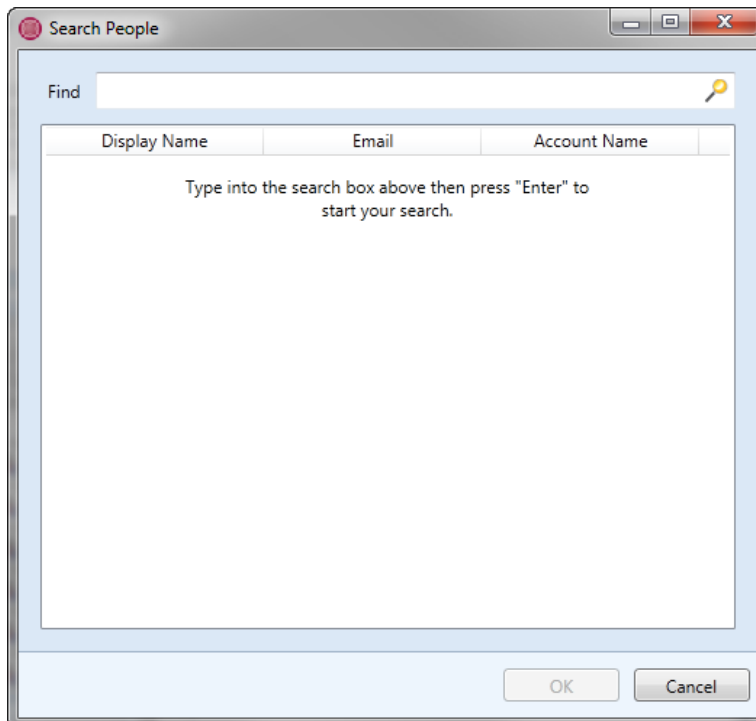 Search People
Find
Display Name Email Account Name
Type into the search box above then press "Enter" to
start your search.
OK Cancel